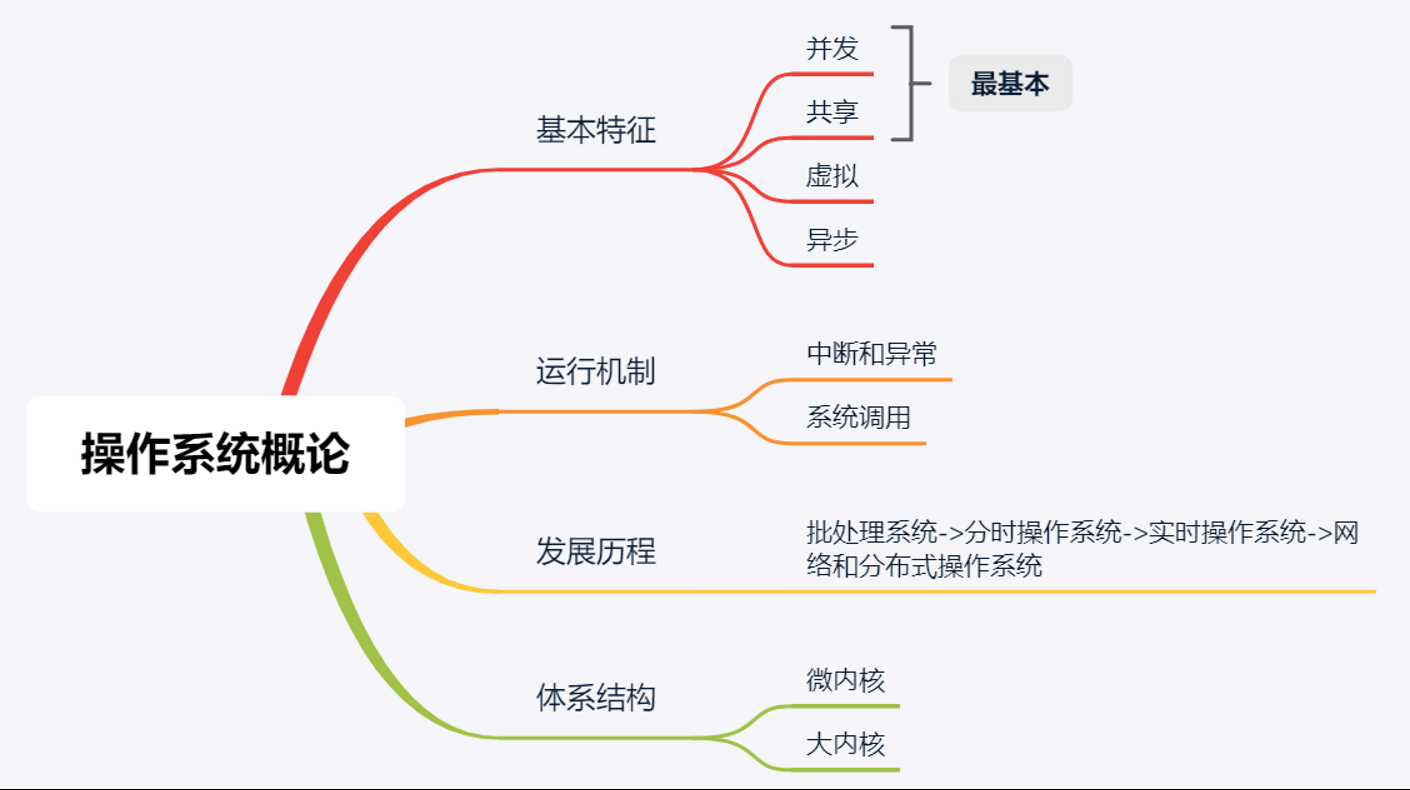 操作系统概论
基本特征
并发
共享
最基本
虚拟
异步
运行机制
中断和异常
系统调用
发展历程
批处理系统->分时操作系统->实时操作系统->网
络和分布式操作系统
体系结构
微内核
大内核